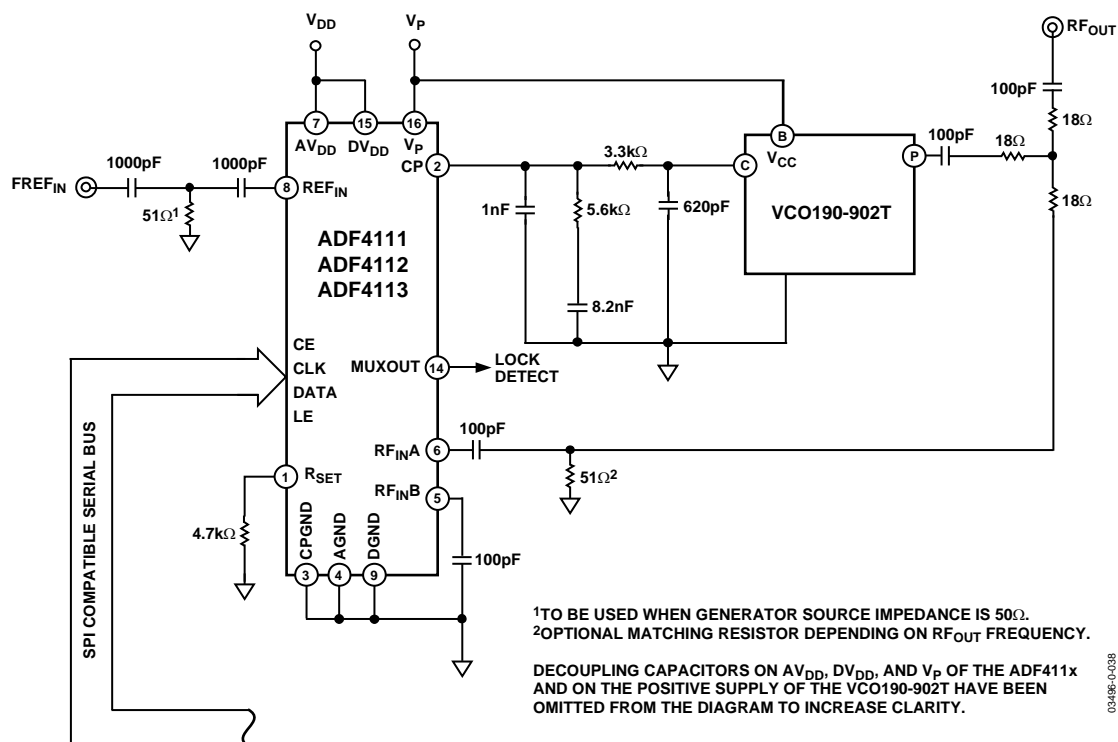 VDD
VP
RFOUT
100pF
18Ω
7
15
16
AVDD
DVDD
VP
B
VCC
1000pF
1000pF
CP
2
3.3kΩ
C
P
100pF
18Ω
FREFIN
8
REFIN
18Ω
51Ω1
1nF
5.6kΩ
620pF
VCO190-902T
ADF4111
ADF4112
ADF4113
8.2nF
CE
CLK
DATA
LE
MUXOUT
14
LOCK
DETECT
SPI COMPATIBLE SERIAL BUS
100pF
RFINA
6
1
RSET
51Ω2
RFINB
5
4.7kΩ
CPGND
AGND
DGND
100pF
3
4
9
1TO BE USED WHEN GENERATOR SOURCE IMPEDANCE IS 50Ω.
2OPTIONAL MATCHING RESISTOR DEPENDING ON RFOUT FREQUENCY.
DECOUPLING CAPACITORS ON AVDD, DVDD, AND VP OF THE ADF411x
AND ON THE POSITIVE SUPPLY OF THE VCO190-902T HAVE BEEN
OMITTED FROM THE DIAGRAM TO INCREASE CLARITY.
03496-0-038